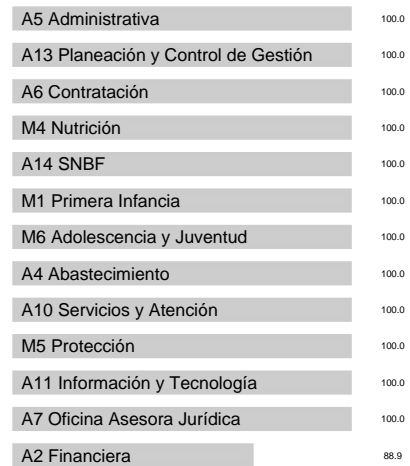 A5 Administrativa 100.0
A13 Planeación y Control de Gestión 100.0
A6 Contratación 100.0
M4 Nutrición 100.0
A14 SNBF 100.0
M1 Primera Infancia 100.0
M6 Adolescencia y Juventud 100.0
A4 Abastecimiento 100.0
A10 Servicios y Atención 100.0
M5 Protección 100.0
A11 Información y Tecnología 100.0
A7 Oficina Asesora Jurídica 100.0
A2 Financiera 88.9